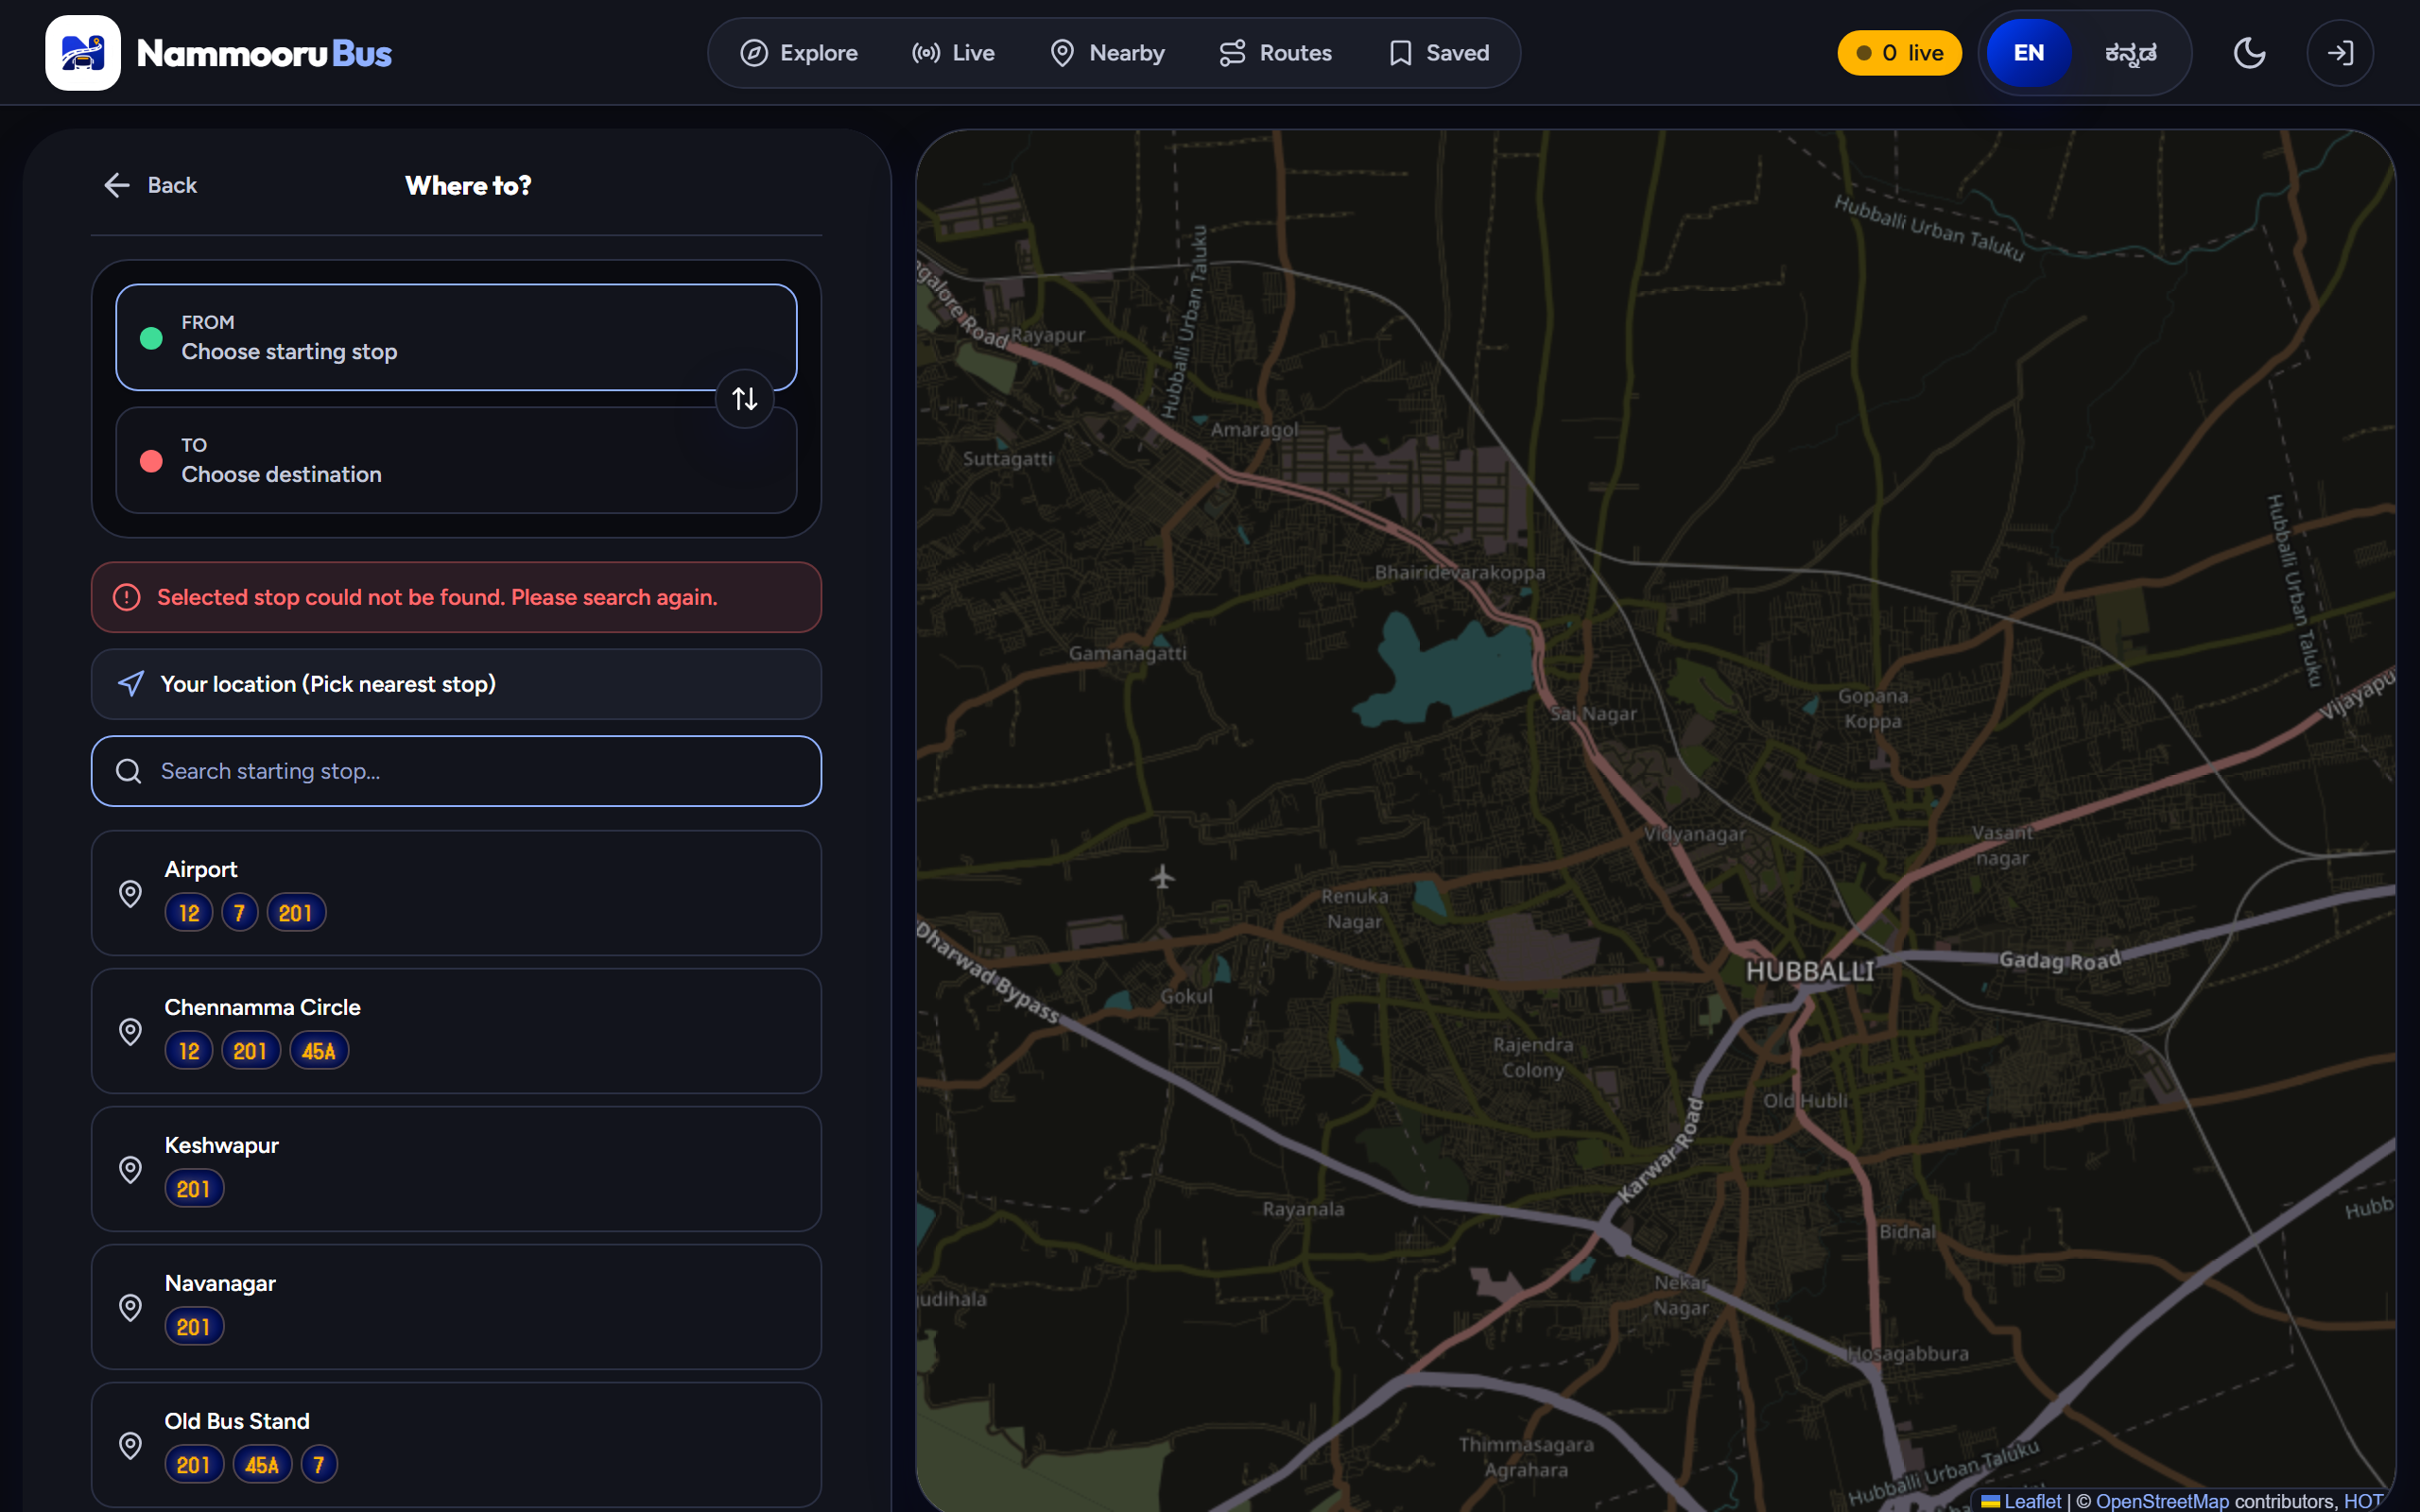 Nammooru Bus
Explore
Live
Nearby
Routes
Saved
0 live
EN
ಕನ್ನಡ
Back
Where to?
FROM
Choose starting stop
TO
Choose destination
Selected stop could not be found. Please search again.
Your location (Pick nearest stop)
Search starting stop...
Airport
12 7 201
Chennamma Circle
12 201 45A
Keshwapur
201
Navanagar
201
Old Bus Stand
201 45A 7
Hubballi Urban Taluku
Hubballi Urban Taluku
galore Road
Rayapur
Amaragol
Suttagatti
Hubballi Urban Taluku
Bhairidevarakoppa
Gamanagatti
Sai Nagar
Gopana
Koppa
Vijayapu
Vidyanagar
Vasant
nagar
Renuka
Nagar
Dharwad Bypass
HUBBALLI
Gadag Road
Gokul
Rajendra
Colony
Old Hubli
Karwar Road
Rayanala
Hubb
Bidnal
Nekar
Nagar
udihala
Hosagabbura
Thimmasagara
Agrahara
Hubballi Urban Taluku
Leaflet | © OpenStreetMap contributors, HOT